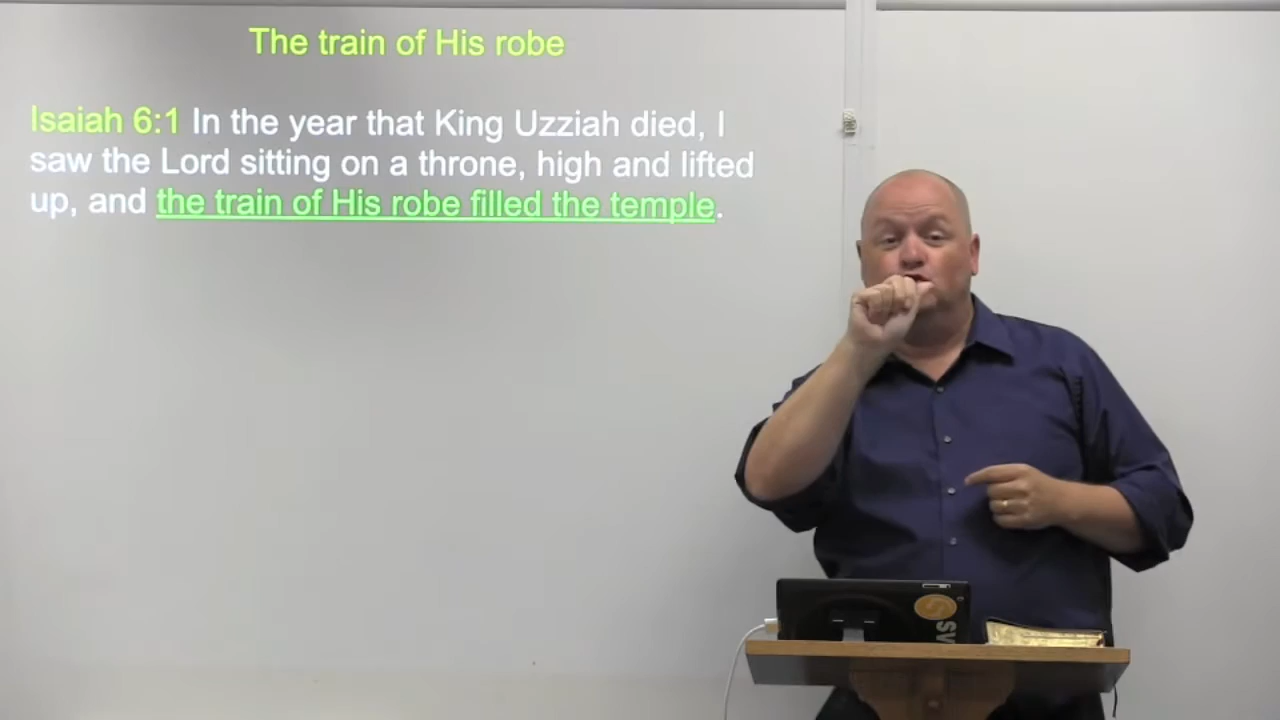 The train of His robe
Isaiah 6:1 In the year that King Uzziah died, I
saw the Lord sitting on a throne, high and lifted
up, and the train of His robe filled the temple.
SV